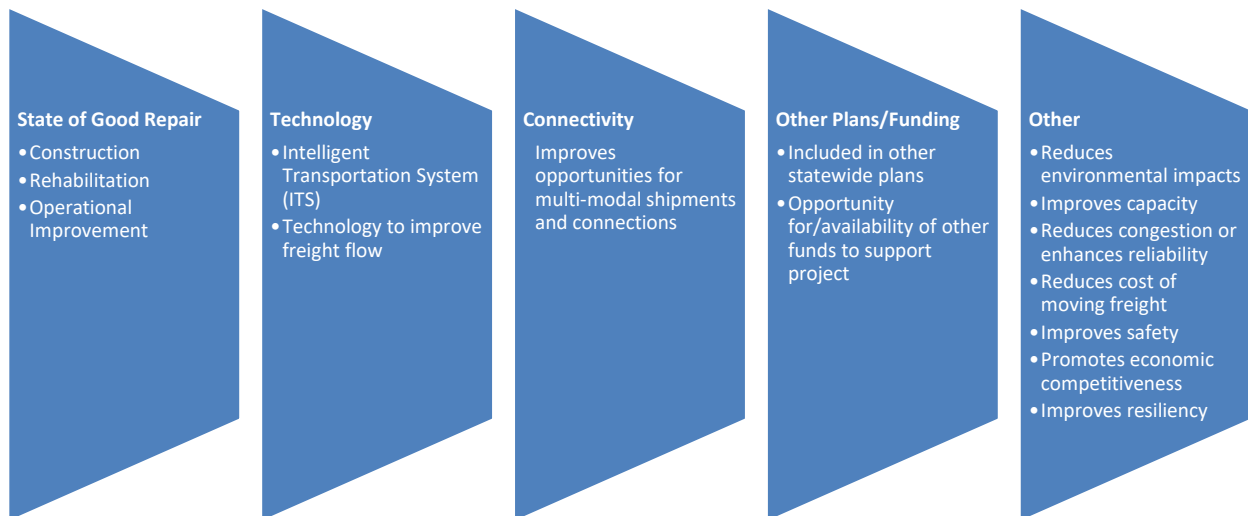 State of Good Repair
•Construction
•Rehabilitation
•Operational
Improvement
Technology
•Intelligent
Transportation System
(ITS)
•Technology to improve
freight flow
Connectivity
Improves
opportunities for
multi-modal shipments
and connections
Other Plans/Funding
•Included in other
statewide plans
•Opportunity
for/availability of other
funds to support
project
Other
•Reduces
environmental impacts
•Improves capacity
•Reduces congestion or
enhances reliability
•Reduces cost of
moving freight
•Improves safety
•Promotes economic
competitiveness
•Improves resiliency